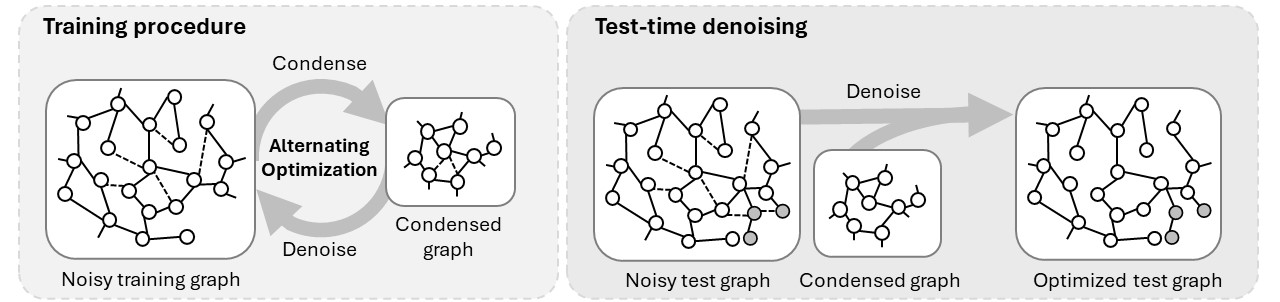 Training procedure
Condense
Alternating
Optimization
Denoise
Noisy training graph
Condensed
graph
Test-time denoising
Denoise
Noisy test graph
Condensed graph
Optimized test graph